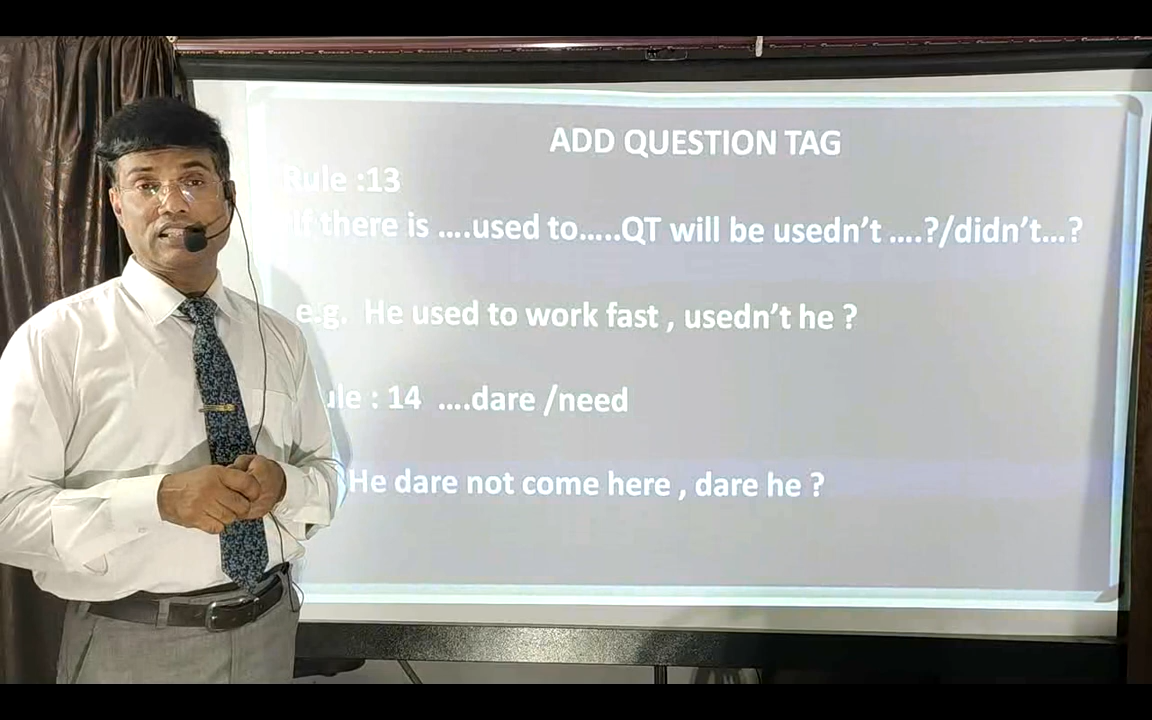 ADD QUESTION TAG
Rule :13
If there is ....used to.....QT will be usedn’t ....?/didn’t...?
e.g. He used to work fast , usedn’t he ?
ule : 14 ....dare /need
He dare not come here , dare he ?